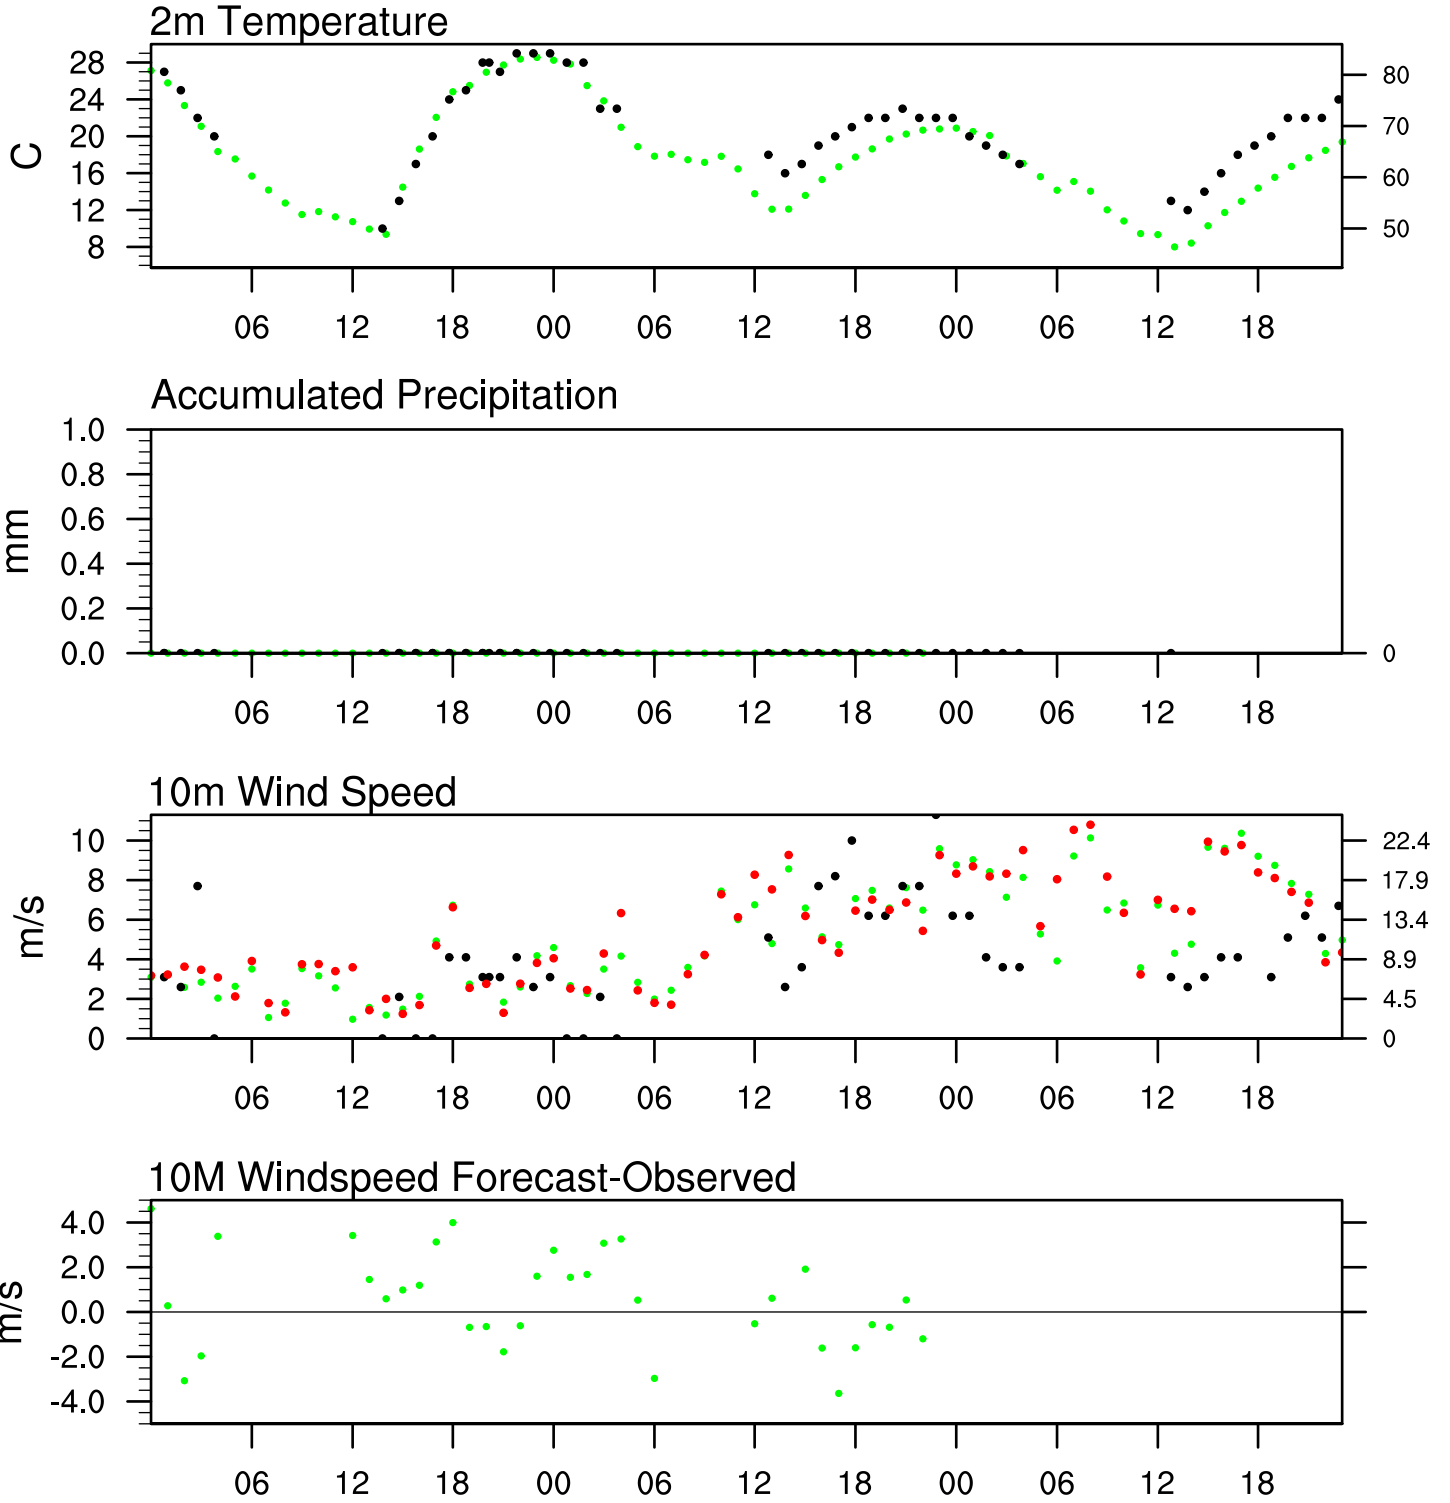 2m Temperature
C
28
24
20
16
12
8
80
70
60
50
06 12 18 00 06 12 18 00 06 12 18
Accumulated Precipitation
mm
1.0
0.8
0.6
0.4
0.2
0.0
0
06 12 18 00 06 12 18 00 06 12 18
10m Wind Speed
m/s
10
8
6
4
2
0
22.4
17.9
13.4
8.9
4.5
0
06 12 18 00 06 12 18 00 06 12 18
10M Windspeed Forecast-Observed
m/s
4.0
2.0
0.0
-2.0
-4.0
06 12 18 00 06 12 18 00 06 12 18